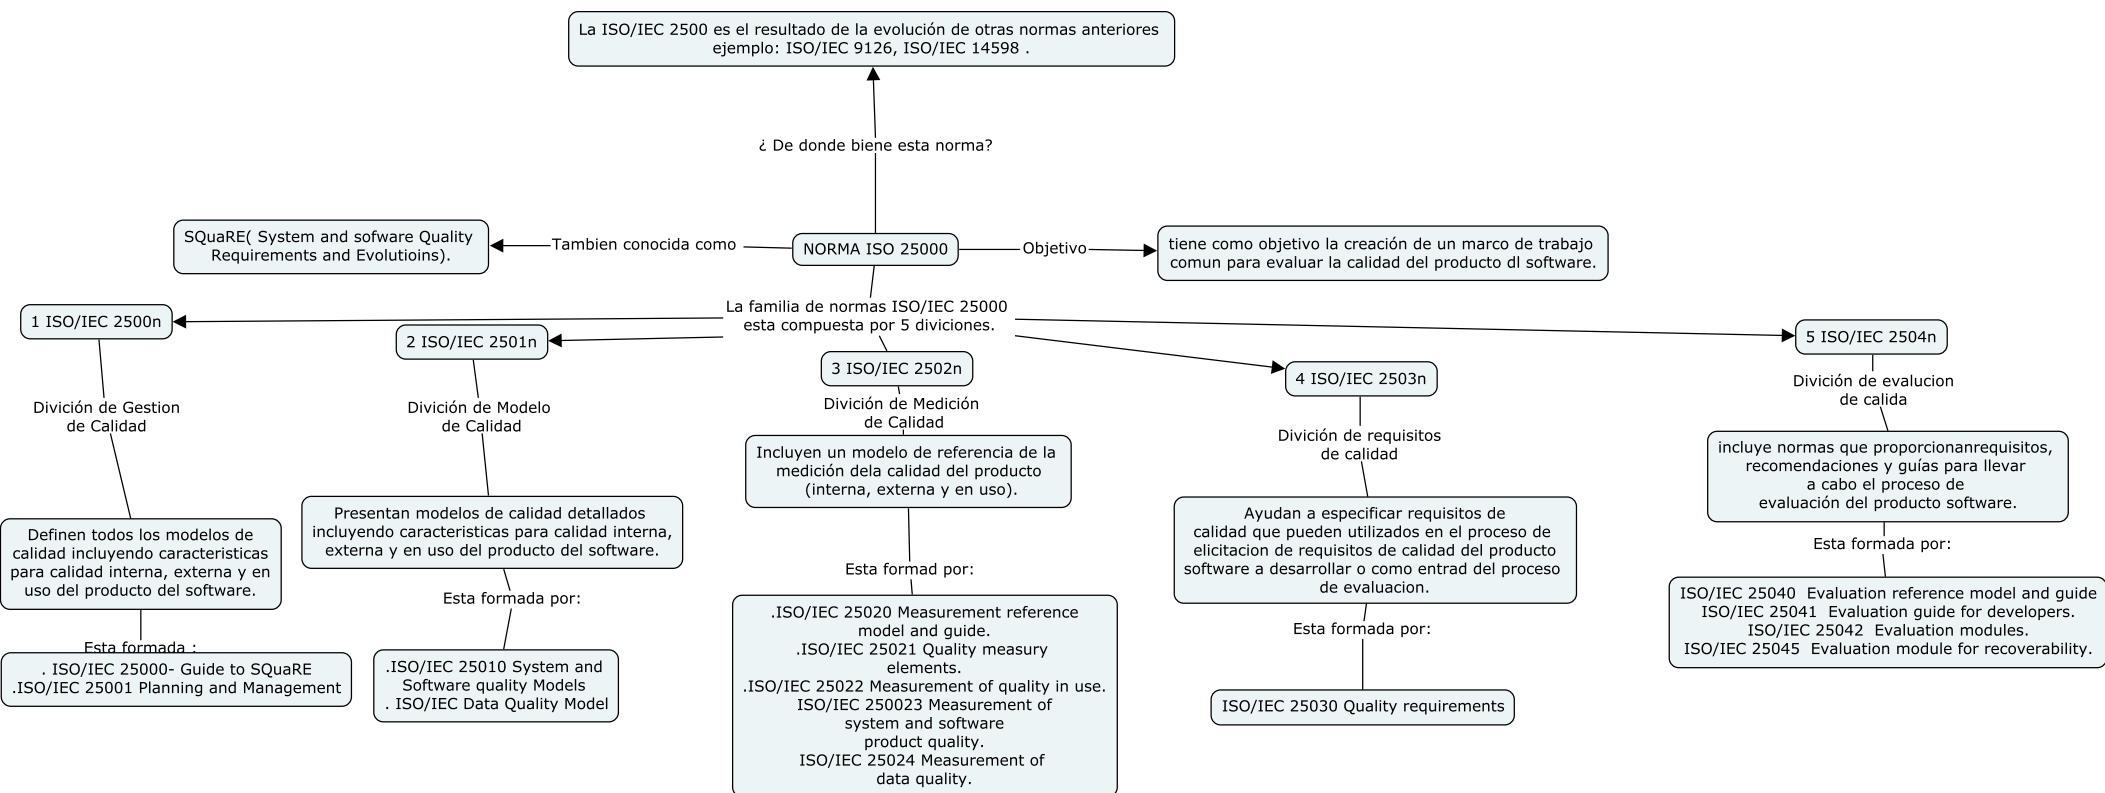 La ISO/IEC 2500 es el resultado de la evolución de otras normas anteriores
ejemplo: ISO/IEC 9126, ISO/IEC 14598 .
¿ De donde biene esta norma?
SQuaRE( System and sofware Quality
Requirements and Evolutioins).
Tambien conocida como
NORMA ISO 25000
Objetivo
tiene como objetivo la creación de un marco de trabajo
comun para evaluar la calidad del producto dl software.
La familia de normas ISO/IEC 25000
esta compuesta por 5 diviciones.
1 ISO/IEC 2500n
División de Gestion
de Calidad
Definen todos los modelos de
calidad incluyendo caracteristicas
para calidad interna, externa y en
uso del producto del software.
Esta formada :
. ISO/IEC 25000- Guide to SQuaRE
.ISO/IEC 25001 Planning and Management
2 ISO/IEC 2501n
División de Modelo
de Calidad
Presentan modelos de calidad detallados
incluyendo caracteristicas para calidad interna,
externa y en uso del producto del software.
Esta formada por:
.ISO/IEC 25010 System and
Software quality Models
. ISO/IEC Data Quality Model
3 ISO/IEC 2502n
División de Medición
de Calidad
Incluyen un modelo de referencia de la
medición dela calidad del producto
(interna, externa y en uso).
Esta formad por:
.ISO/IEC 25020 Measurement reference
model and guide.
.ISO/IEC 25021 Quality measury
elements.
.ISO/IEC 25022 Measurement of quality in use.
ISO/IEC 250023 Measurement of
system and software
product quality.
ISO/IEC 25024 Measurement of
data quality.
4 ISO/IEC 2503n
División de requisitos
de calidad
Ayudan a especificar requisitos de
calidad que pueden utilizados en el proceso de
elicitacion de requisitos de calidad del producto
software a desarrollar o como entrad del proceso
de evaluacion.
Esta formada por:
ISO/IEC 25030 Quality requirements
5 ISO/IEC 2504n
División de evalucion
de calida
incluye normas que proporcionanrequisitos,
recomendaciones y guías para llevar
a cabo el proceso de
evaluación del producto software.
Esta formada por:
ISO/IEC 25040  Evaluation reference model and guide
ISO/IEC 25041  Evaluation guide for developers.
ISO/IEC 25042  Evaluation modules.
ISO/IEC 25045  Evaluation module for recoverability.